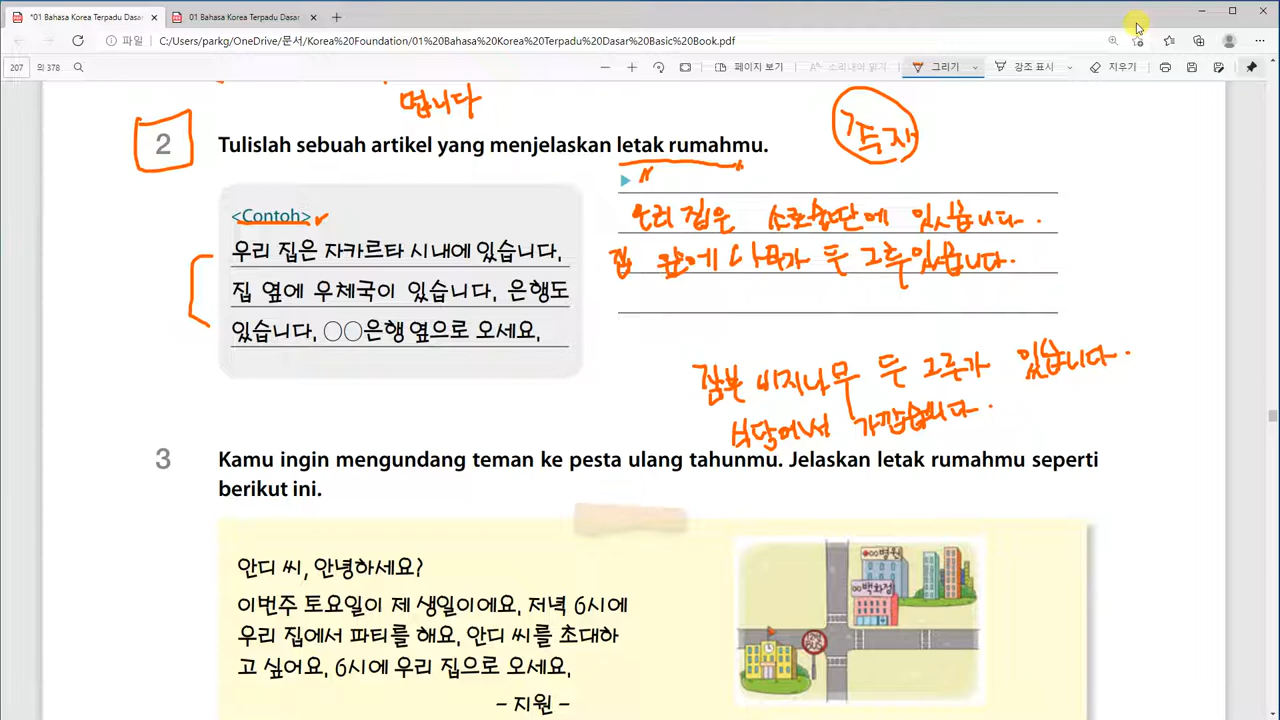 *01 Bahasa Korea Terpadu Dasar
01 Bahasa Korea Terpadu Dasar
파일
C:/Users/parkg/OneDrive/문서/Korea%20Foundation/01%20Bahasa%20Korea%20Terpadu%20Dasar%20Basic%20Book.pdf
207 의 378
페이지 보기
소리내어 읽기
그리기
강조 표시
지우기
멉니다
2 Tulislah sebuah artikel yang menjelaskan letak rumahmu.
<Contoh>
우리 집은 자카르타 시내에 있습니다.
집 옆에 우체국이 있습니다. 은행도
있습니다. ○○은행 옆으로 오세요.
우리 집은 있습니다.
집 옆에 나무가 두 그루 있습니다.
두 그루가 있습니다.
식당에서 가깝습니다.
3 Kamu ingin mengundang teman ke pesta ulang tahunmu. Jelaskan letak rumahmu seperti
berikut ini.
안디 씨, 안녕하세요?
이번주 토요일이 제 생일이에요. 저녁 6시에
우리 집에서 파티를 해요. 안디 씨를 초대하
고 싶어요. 6시에 우리 집으로 오세요.
- 지원 -
○○병원
○○백화점